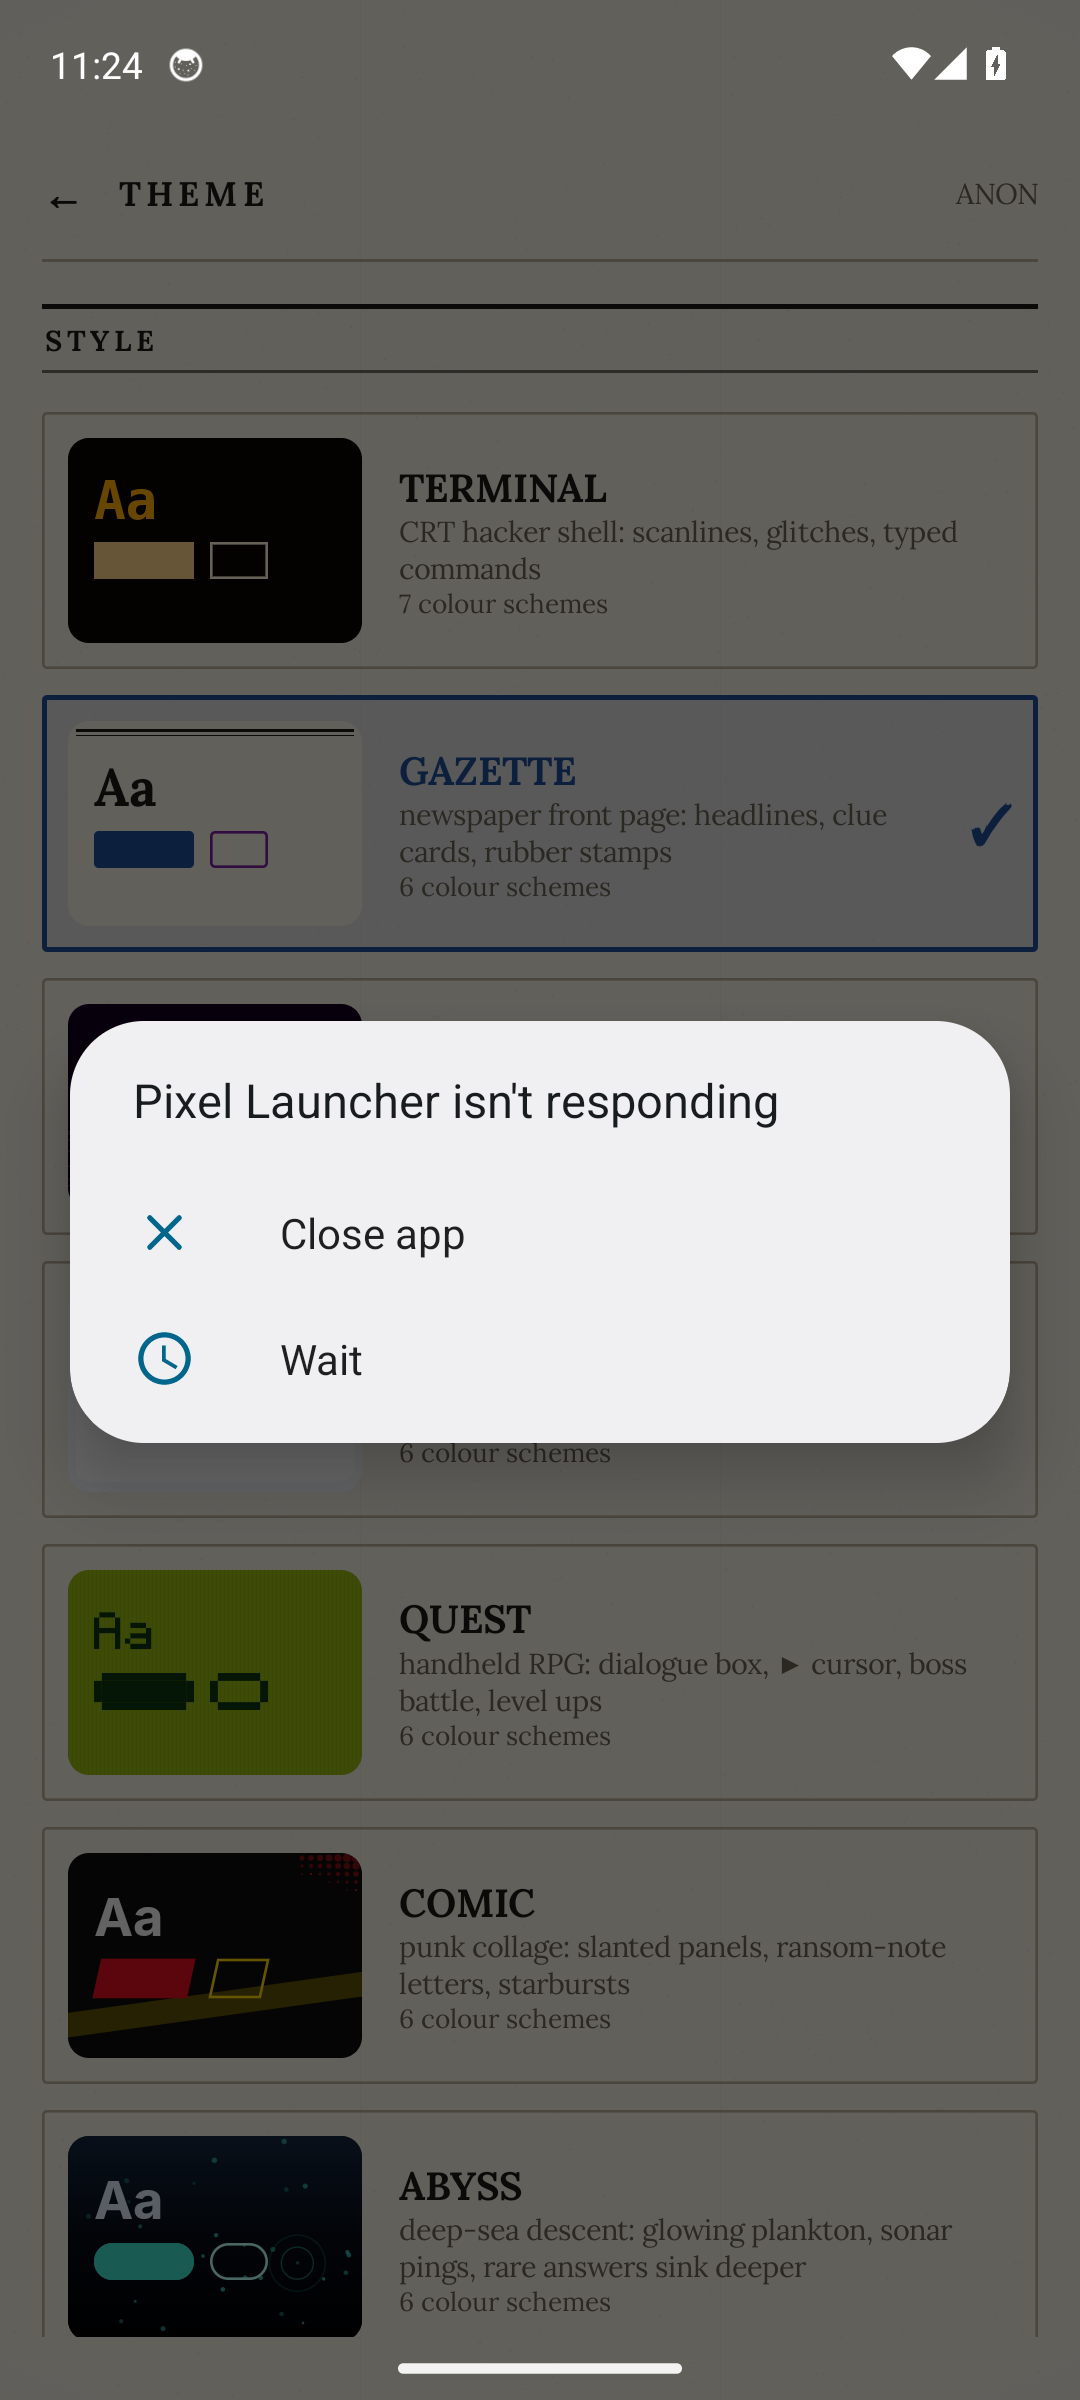 11:24
← THEME
ANON
STYLE
Aa
TERMINAL
CRT hacker shell: scanlines, glitches, typed
commands
7 colour schemes
Aa
GAZETTE
newspaper front page: headlines, clue
cards, rubber stamps
6 colour schemes
✓
Pixel Launcher isn't responding
Close app
Wait
6 colour schemes
Aa
QUEST
handheld RPG: dialogue box, ► cursor, boss
battle, level ups
6 colour schemes
Aa
COMIC
punk collage: slanted panels, ransom-note
letters, starbursts
6 colour schemes
Aa
ABYSS
deep-sea descent: glowing plankton, sonar
pings, rare answers sink deeper
6 colour schemes